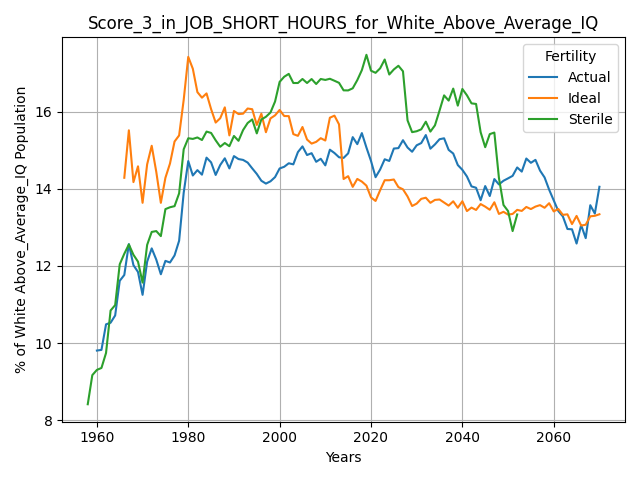 Score_3_in_JOB_SHORT_HOURS_for_White_Above_Average_IQ
% of White Above_Average_IQ Population
16
14
12
10
8
Fertility
Actual
Ideal
Sterile
1960 1980 2000 2020 2040 2060
Years